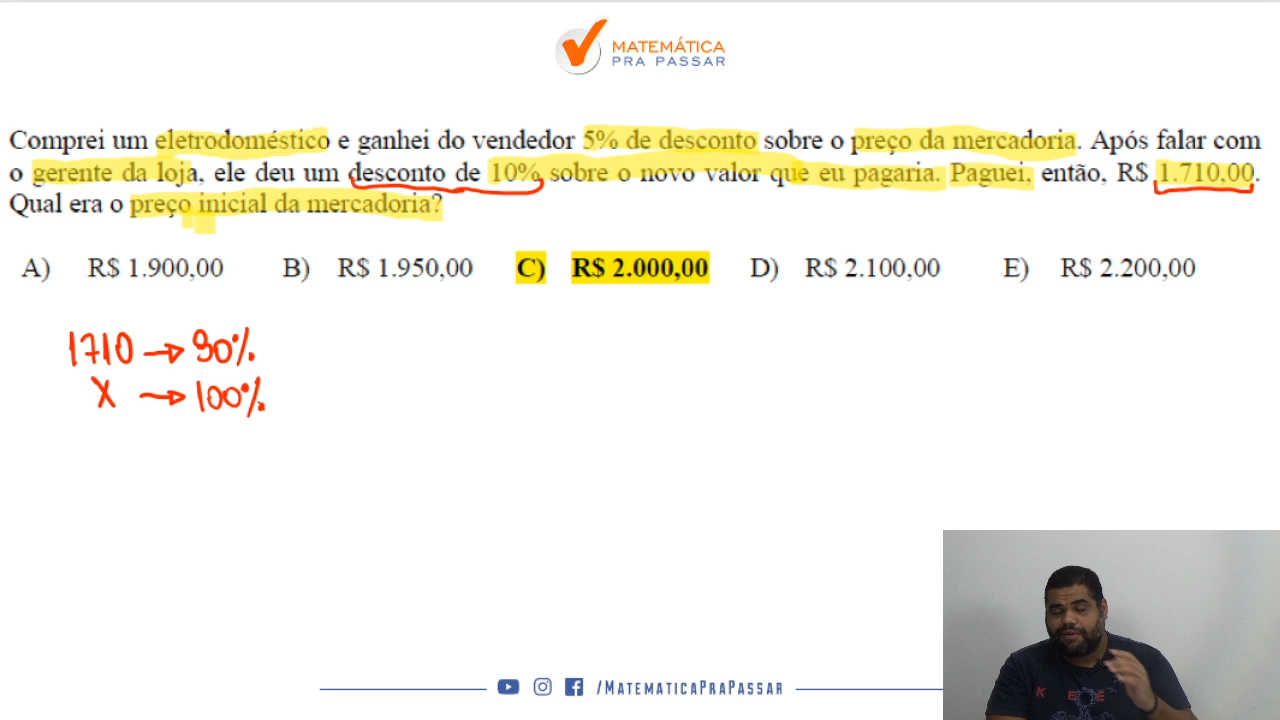 MATEMÁTICA
PRA PASSAR
Comprei um eletrodoméstico e ganhei do vendedor 5% de desconto sobre o preço da mercadoria. Após falar com
o gerente da loja, ele deu um desconto de 10% sobre o novo valor que eu pagaria. Paguei, então, R$ 1.710,00.
Qual era o preço inicial da mercadoria?
A) R$ 1.900,00 B) R$ 1.950,00 C) R$ 2.000,00 D) R$ 2.100,00 E) R$ 2.200,00
1710 → 90%
X → 100%
/MATEMATICAPRAPASSAR